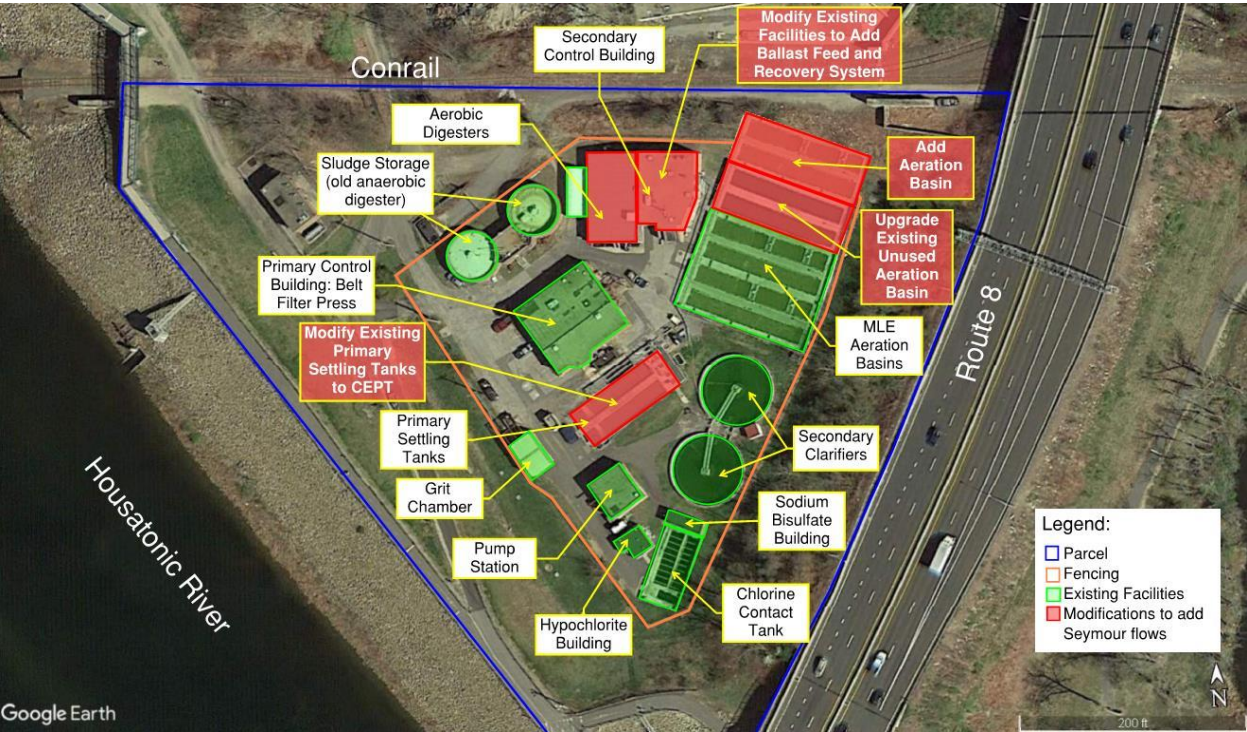 Conrail
Secondary
Control Building
Modify Existing
Facilities to Add
Ballast Feed and
Recovery System
Aerobic
Digesters
Sludge Storage
(old anaerobic
digester)
Add
Aeration
Basin
Upgrade
Existing
Unused
Aeration
Basin
Primary Control
Building: Belt
Filter Press
Modify Existing
Primary
Settling Tanks
to CEPT
MLE
Aeration
Basins
Route 8
Primary
Settling
Tanks
Secondary
Clarifiers
Grit
Chamber
Sodium
Bisulfate
Building
Housatonic River
Pump
Station
Hypochlorite
Building
Chlorine
Contact
Tank
Legend:
Parcel
Fencing
Existing Facilities
Modifications to add
Seymour flows
N
Google Earth
200 ft